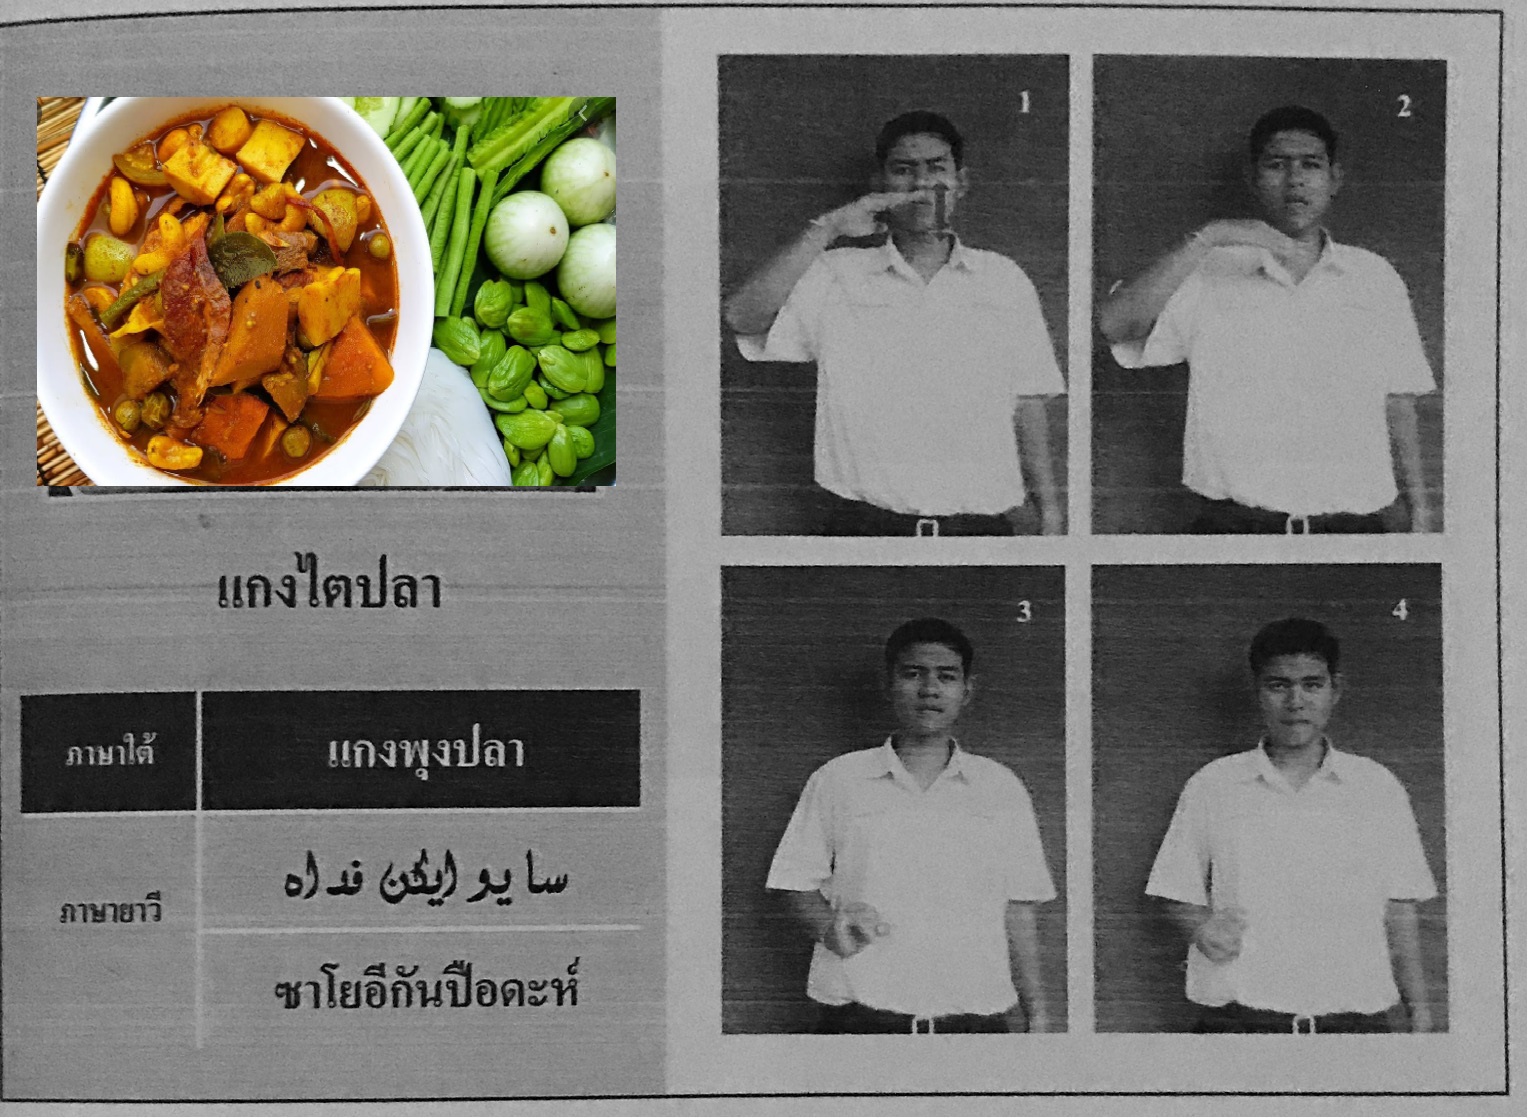 แกงไตปลา
ภาษาใต้ แกงพุงปลา
ภาษายาวี
سايو ايكن فداه
ซาโยอีกันปือดะห์
1
2
3
4